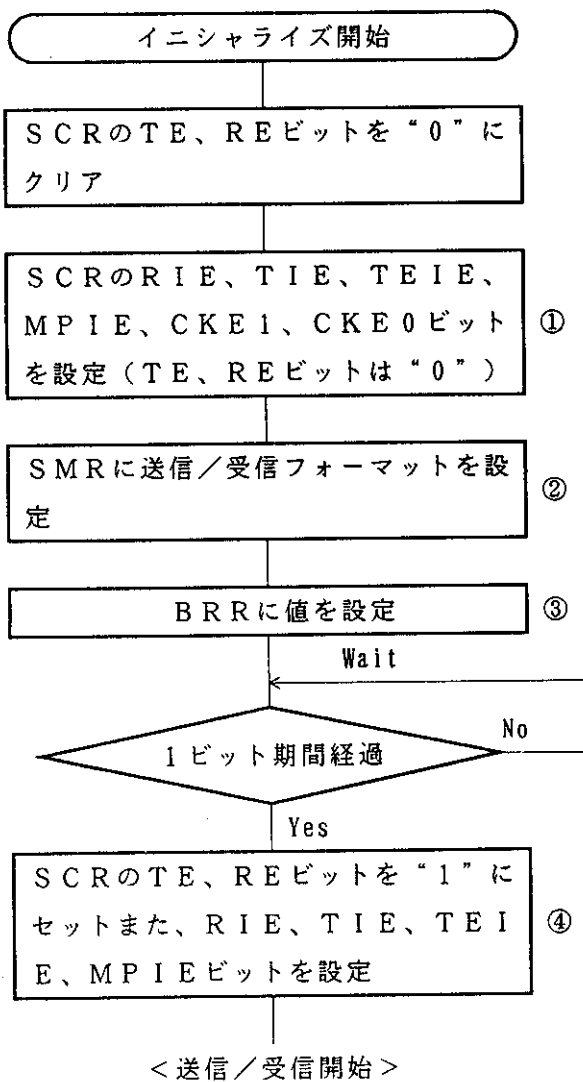 イニシャライズ開始
SCRのTE、REビットを“0”に
クリア
SCRのRIE、TIE、TEIE、
MPIE、CKE1、CKE0ビット
を設定（TE、REビットは“0”）
①
SMRに送信／受信フォーマットを設
定
②
BRRに値を設定
③
Wait
1ビット期間経過
No
Yes
SCRのTE、REビットを“1”に
セットまた、RIE、TIE、TEI
E、MPIEビットを設定
④
＜送信／受信開始＞